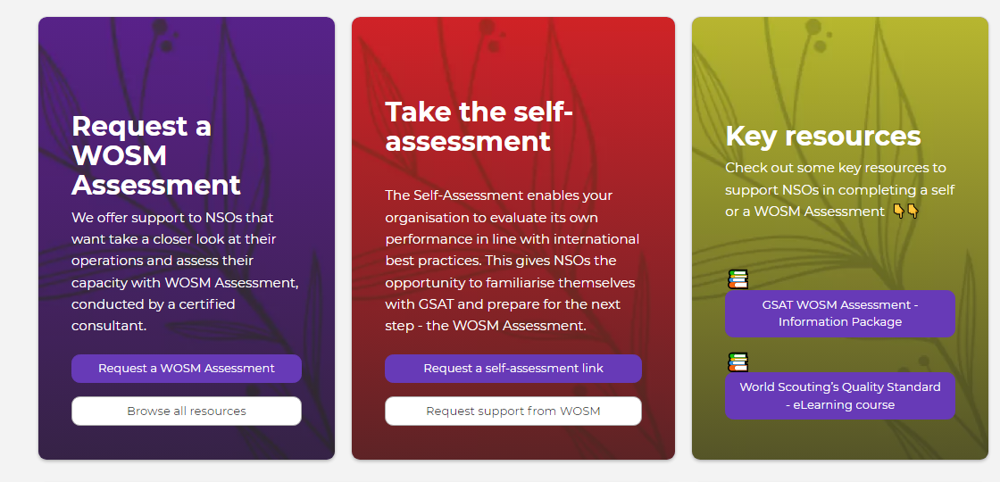 Request a
WOSM
Assessment
We offer support to NSOs that
want take a closer look at their
operations and assess their
capacity with WOSM Assessment,
conducted by a certified
consultant.
Request a WOSM Assessment
Browse all resources
Take the self-
assessment
The Self-Assessment enables your
organisation to evaluate its own
performance in line with international
best practices. This gives NSOs the
opportunity to familiarise themselves
with GSAT and prepare for the next
step - the WOSM Assessment.
Request a self-assessment link
Request support from WOSM
Key resources
Check out some key resources to
support NSOs in completing a self
or a WOSM Assessment 👇👇
📚
GSAT WOSM Assessment -
Information Package
📚
World Scouting's Quality Standard
- eLearning course